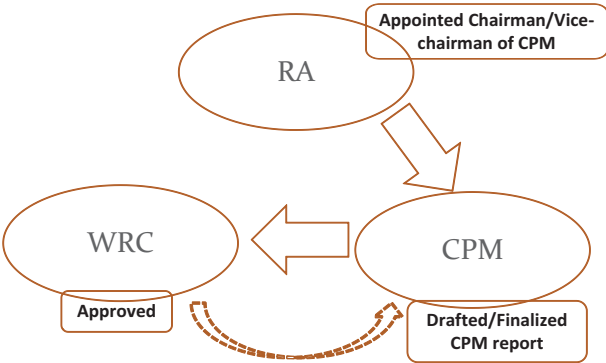 Appointed Chairman/Vice-
chairman of CPM
RA
WRC
CPM
Approved
Drafted/Finalized
CPM report